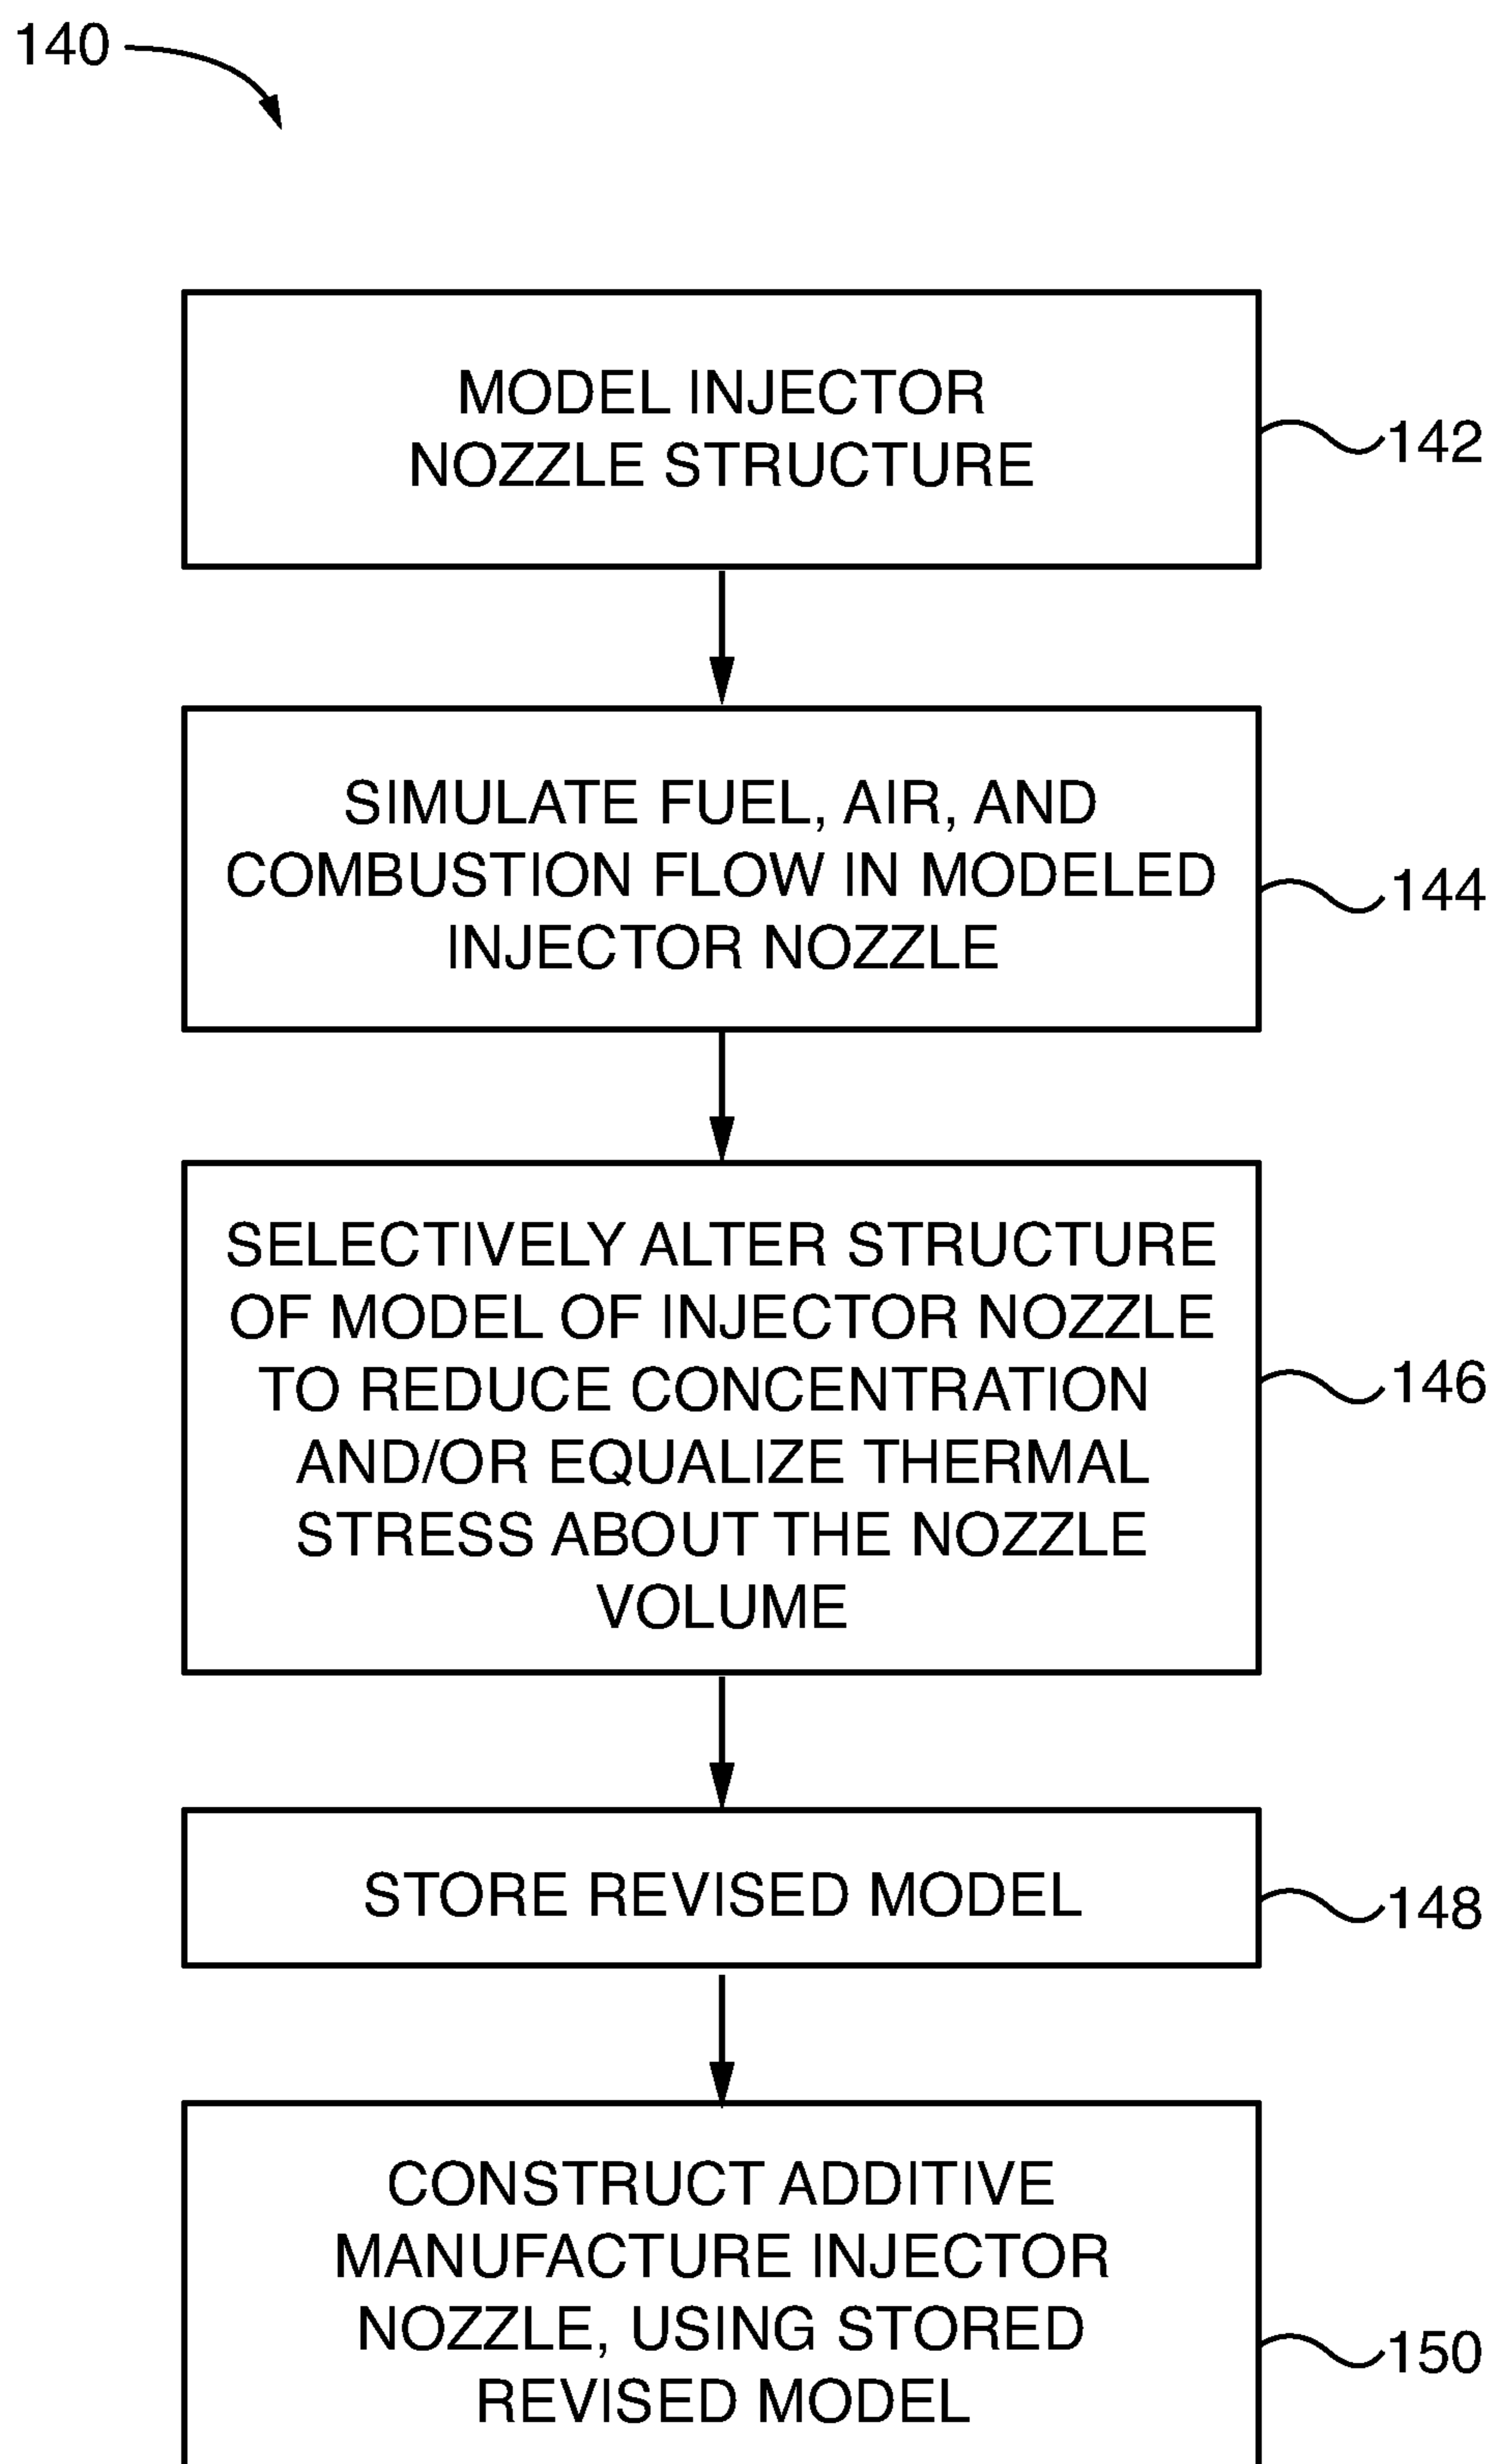 140
MODEL INJECTOR
NOZZLE STRUCTURE
142
SIMULATE FUEL, AIR, AND
COMBUSTION FLOW IN MODELED
INJECTOR NOZZLE
144
SELECTIVELY ALTER STRUCTURE
OF MODEL OF INJECTOR NOZZLE
TO REDUCE CONCENTRATION
AND/OR EQUALIZE THERMAL
STRESS ABOUT THE NOZZLE
VOLUME
146
STORE REVISED MODEL
148
CONSTRUCT ADDITIVE
MANUFACTURE INJECTOR
NOZZLE, USING STORED
REVISED MODEL
150